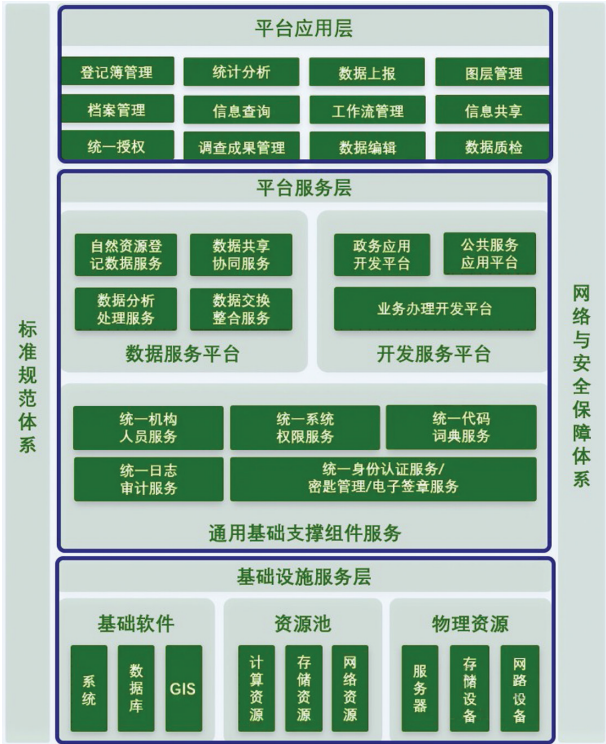 平台应用层
登记簿管理
统计分析
数据上报
图层管理
档案管理
信息查询
工作流管理
信息共享
统一授权
调查成果管理
数据编辑
数据质检
标准规范体系
平台服务层
自然资源登
记数据服务
数据共享
协同服务
数据分析
处理服务
数据交换
整合服务
数据服务平台
政务应用
开发平台
公共服务
应用平台
业务办理开发平台
开发服务平台
统一机构
人员服务
统一系统
权限服务
统一代码
词典服务
统一日志
审计服务
统一身份认证服务/
密匙管理/电子签章服务
通用基础支撑组件服务
网络与安全保障体系
基础设施服务层
基础软件
系统
数据库
GIS
资源池
计算资源
存储资源
网络资源
物理资源
服务器
存储设备
网路设备